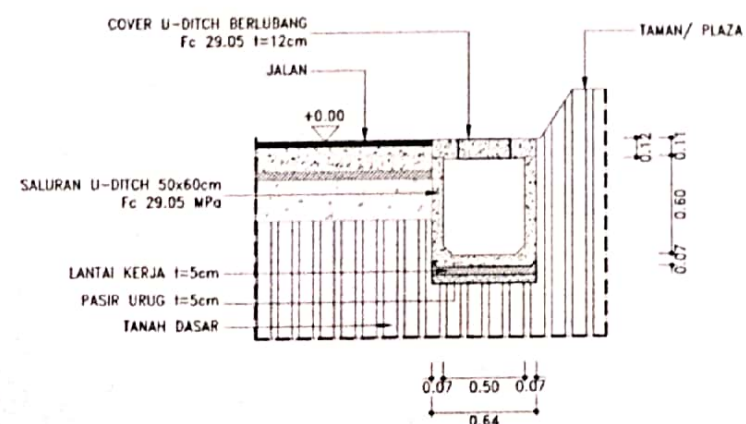 COVER U-DITCH BERLUBANG
Fc 29.05 t=12cm
TAMAN/ PLAZA
JALAN
+0.00
0.12
0.11
SALURAN U-DITCH 50x60cm
Fc 29.05 MPa
0.60
LANTAI KERJA t=5cm
0.07
PASIR URUG t=5cm
TANAH DASAR
0.07 0.50 0.07
0.64